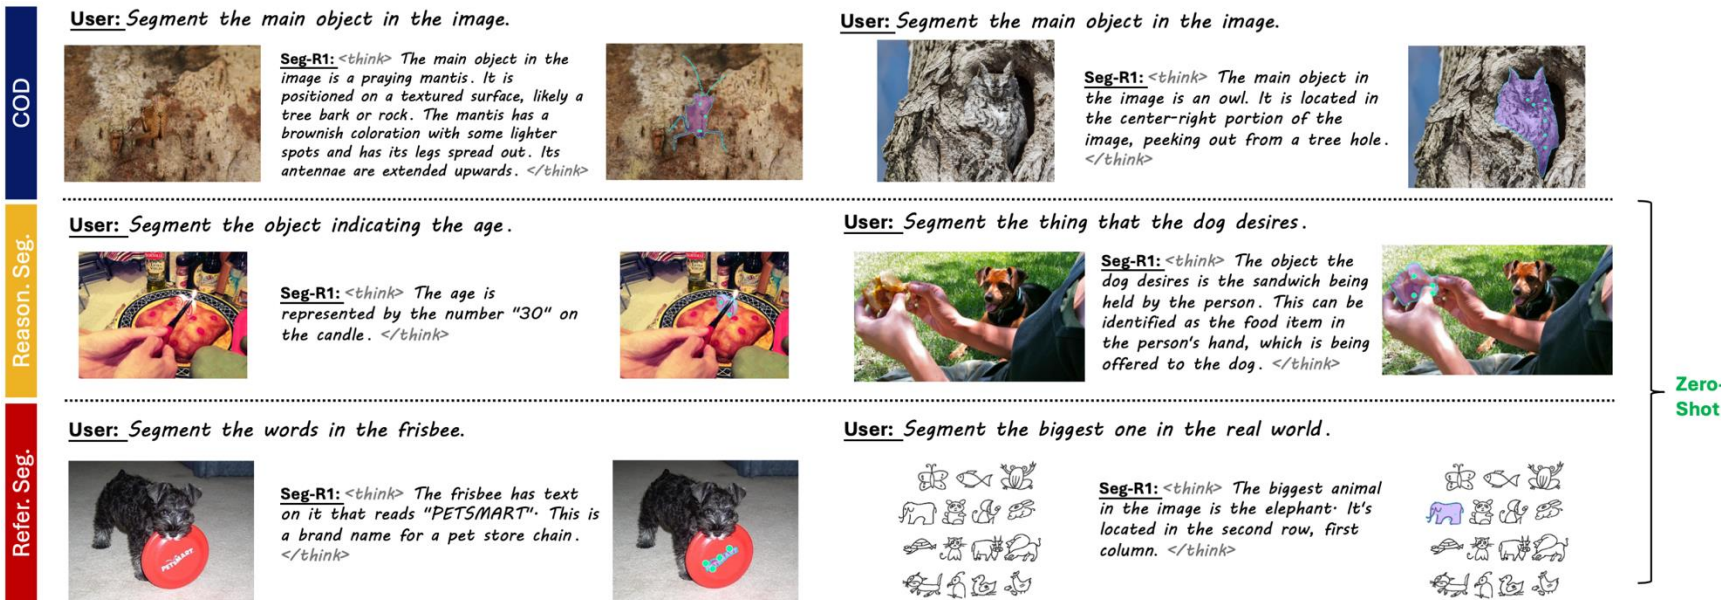 COD
User: Segment the main object in the image.
Seg-R1: <think> The main object in the
image is a praying mantis. It is
positioned on a textured surface, likely a
tree bark or rock. The mantis has a
brownish coloration with some lighter
spots and has its legs spread out. Its
antennae are extended upwards. </think>
User: Segment the main object in the image.
Seg-R1: <think> The main object in
the image is an owl. It is located in
the center-right portion of the
image, peeking out from a tree hole.
</think>
Reason. Seg.
User: Segment the object indicating the age.
Seg-R1: <think> The age is
represented by the number "30" on
the candle. </think>
User: Segment the thing that the dog desires.
Seg-R1: <think> The object the
dog desires is the sandwich being
held by the person. This can be
identified as the food item in
the person's hand, which is being
offered to the dog. </think>
Refer. Seg.
User: Segment the words in the frisbee.
PETSMART
Seg-R1: <think> The frisbee has text
on it that reads "PETSMART". This is
a brand name for a pet store chain.
</think>
User: Segment the biggest one in the real world.
Seg-R1: <think> The biggest animal
in the image is the elephant. It's
located in the second row, first
column. </think>
Zero-
Shot